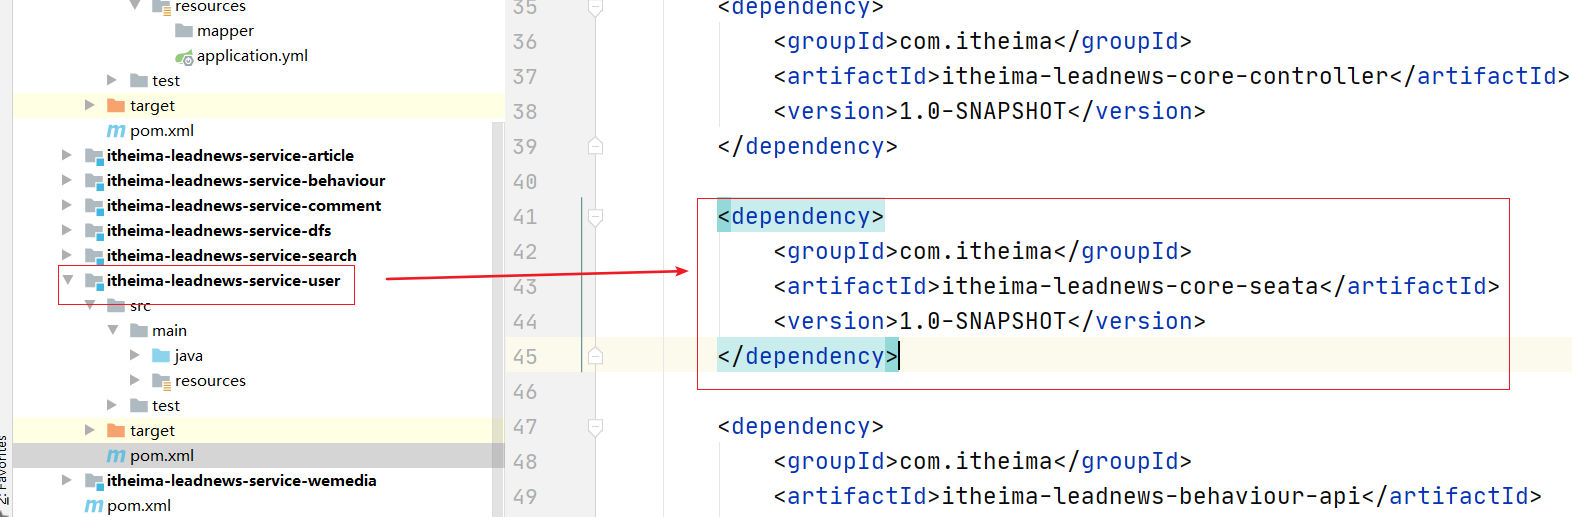 resources
mapper
application.yml
test
target
pom.xml
itheima-leadnews-service-article
itheima-leadnews-service-behaviour
itheima-leadnews-service-comment
itheima-leadnews-service-dfs
itheima-leadnews-service-search
itheima-leadnews-service-user
src
main
java
resources
test
target
pom.xml
itheima-leadnews-service-wemedia
pom.xml
2: Favorites
35 <dependency>
36 <groupId>com.itheima</groupId>
37 <artifactId>itheima-leadnews-core-controller</artifactId>
38 <version>1.0-SNAPSHOT</version>
39 </dependency>
40
41 <dependency>
42 <groupId>com.itheima</groupId>
43 <artifactId>itheima-leadnews-core-seata</artifactId>
44 <version>1.0-SNAPSHOT</version>
45 </dependency>
46
47 <dependency>
48 <groupId>com.itheima</groupId>
49 <artifactId>itheima-leadnews-behaviour-api</artifactId>